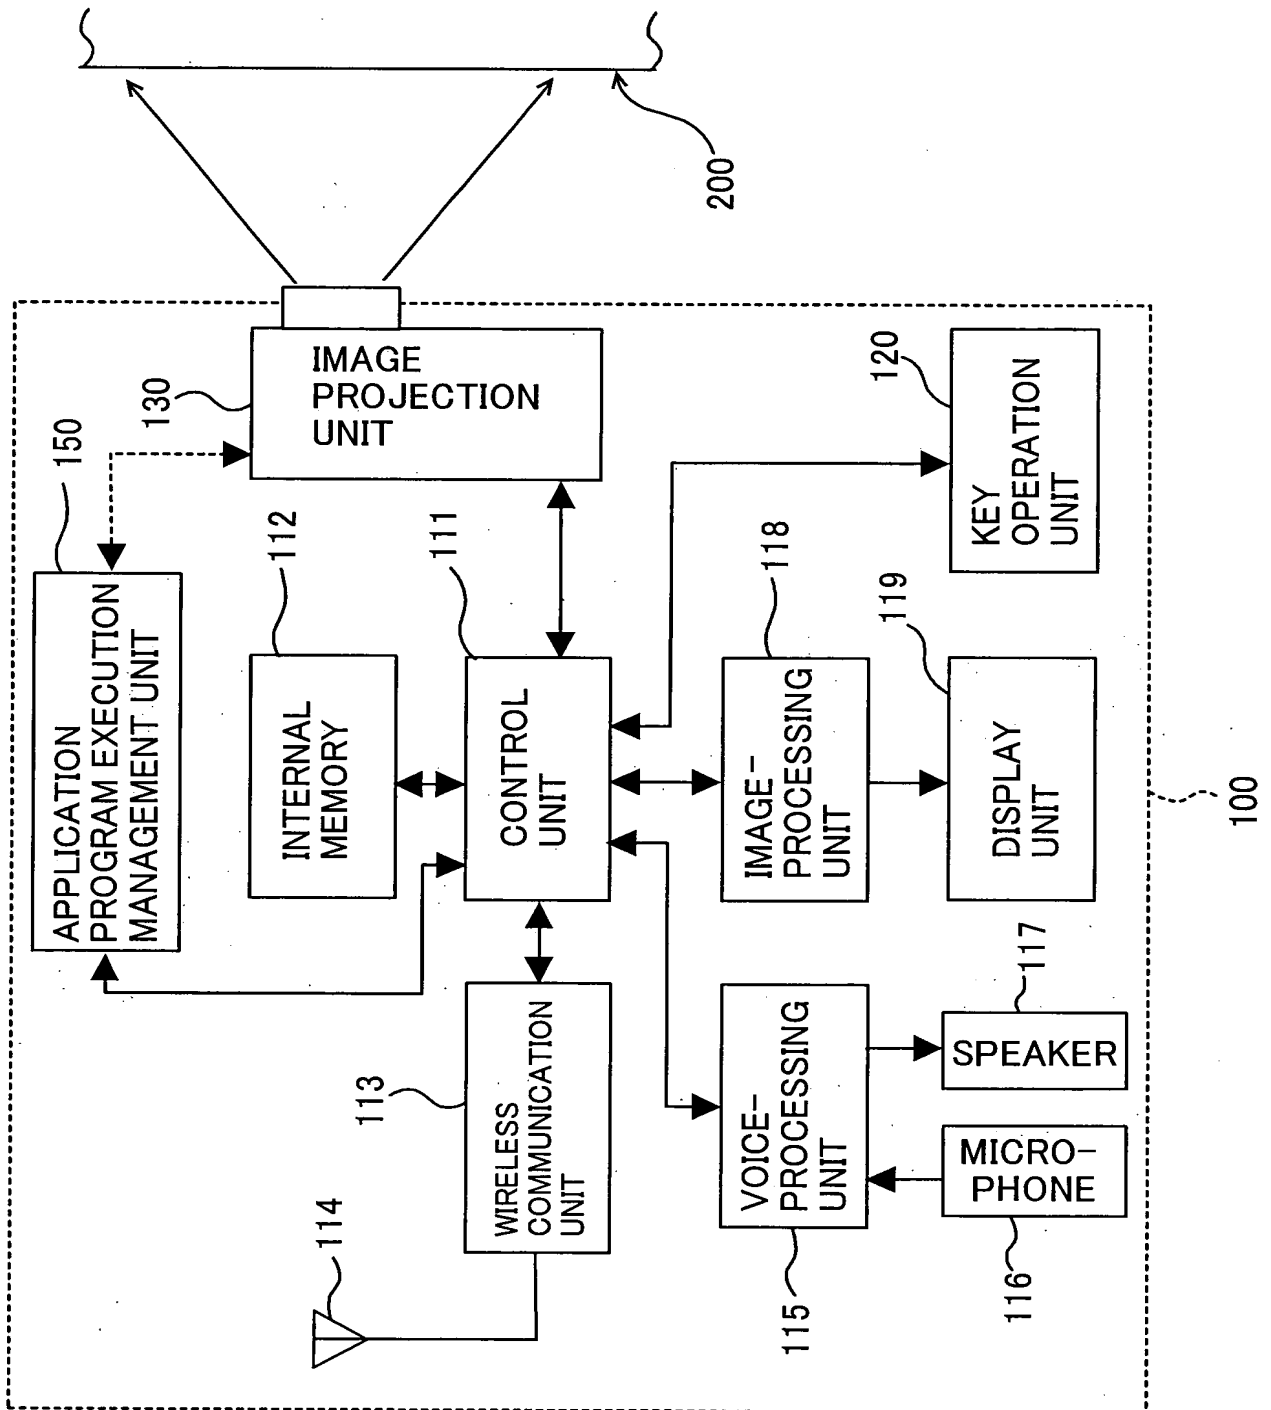 200
130
IMAGE
PROJECTION
UNIT
150
APPLICATION
PROGRAM EXECUTION
MANAGEMENT UNIT
112
INTERNAL
MEMORY
111
CONTROL
UNIT
120
KEY
OPERATION
UNIT
118
IMAGE-
PROCESSING
UNIT
119
DISPLAY
UNIT
113
WIRELESS
COMMUNICATION
UNIT
114
VOICE-
PROCESSING
UNIT
115
117
SPEAKER
MICRO-
PHONE
116
100